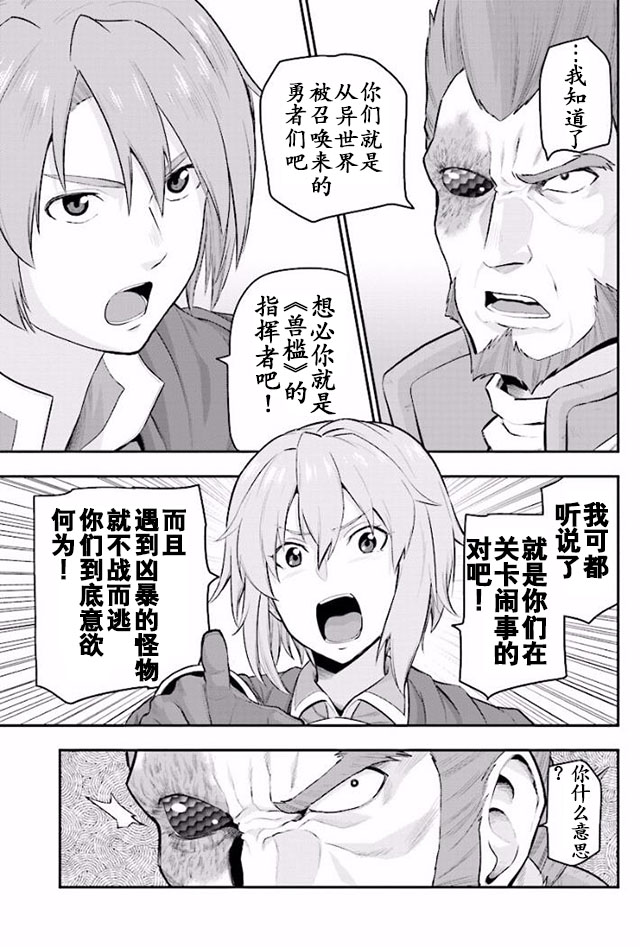 …我知道了
你们就是
从异世界
被召唤来的
勇者们吧
想必你就是
《兽槛》的
指挥者吧！
我可都
听说了
就是你们在
关卡闹事的
对吧！
而且
遇到凶暴的怪物
就不战而逃
你们到底意欲
何为！
你什么意思
？